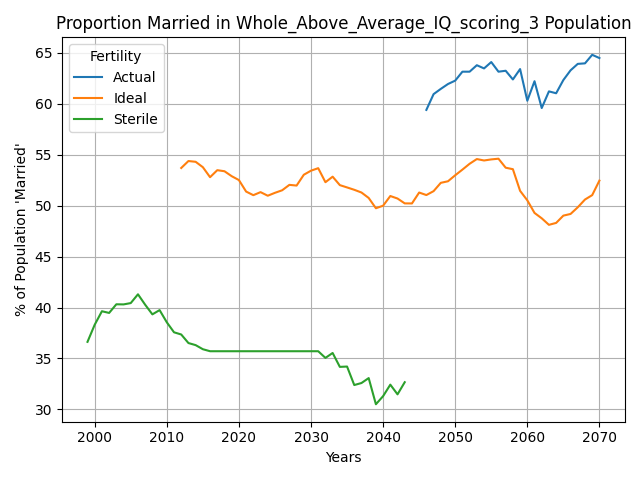 Proportion Married in Whole_Above_Average_IQ_scoring_3 Population
Fertility
Actual
Ideal
Sterile
% of Population 'Married'
65
60
55
50
45
40
35
30
2000
2010
2020
2030
2040
2050
2060
2070
Years